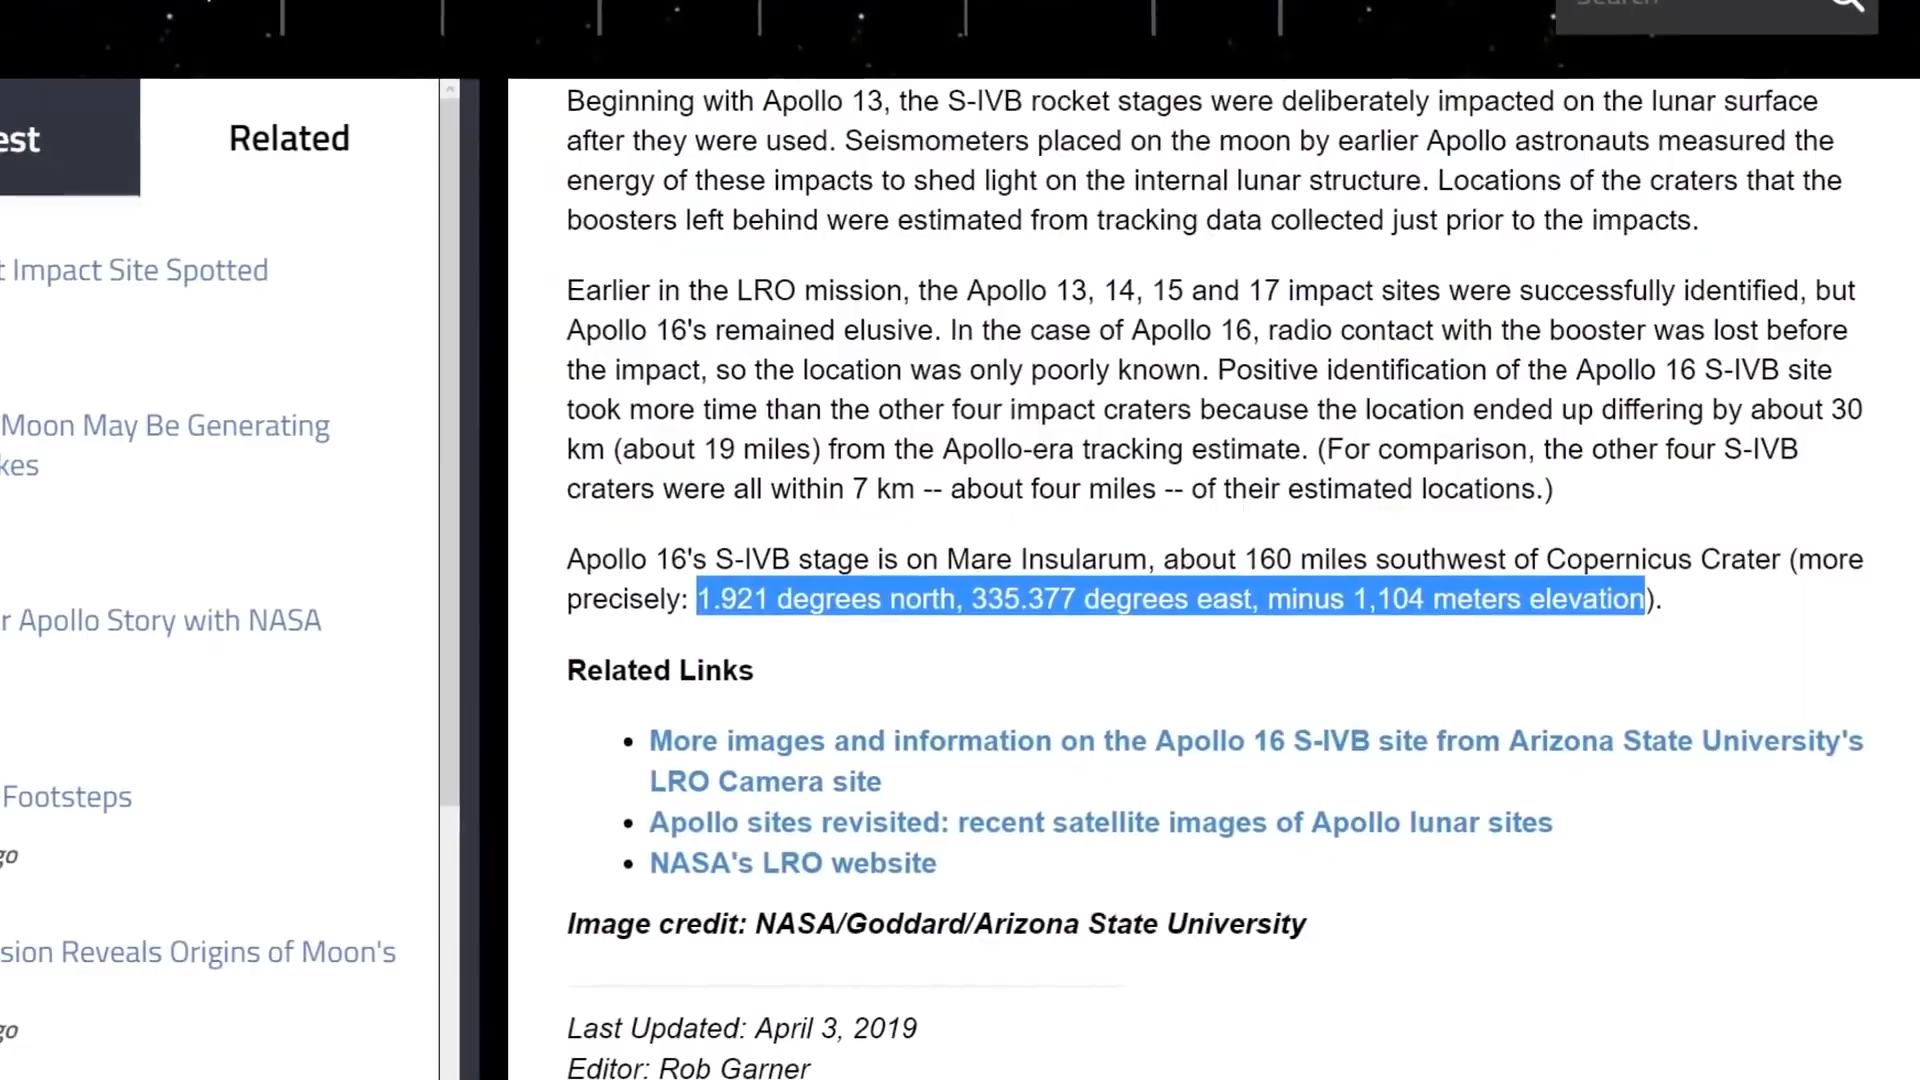 est
Related
t Impact Site Spotted
Moon May Be Generating
kes
r Apollo Story with NASA
Footsteps
go
sion Reveals Origins of Moon's
go
Search
Beginning with Apollo 13, the S-IVB rocket stages were deliberately impacted on the lunar surface
after they were used. Seismometers placed on the moon by earlier Apollo astronauts measured the
energy of these impacts to shed light on the internal lunar structure. Locations of the craters that the
boosters left behind were estimated from tracking data collected just prior to the impacts.
Earlier in the LRO mission, the Apollo 13, 14, 15 and 17 impact sites were successfully identified, but
Apollo 16's remained elusive. In the case of Apollo 16, radio contact with the booster was lost before
the impact, so the location was only poorly known. Positive identification of the Apollo 16 S-IVB site
took more time than the other four impact craters because the location ended up differing by about 30
km (about 19 miles) from the Apollo-era tracking estimate. (For comparison, the other four S-IVB
craters were all within 7 km -- about four miles -- of their estimated locations.)
Apollo 16's S-IVB stage is on Mare Insularum, about 160 miles southwest of Copernicus Crater (more
precisely: 1.921 degrees north, 335.377 degrees east, minus 1,104 meters elevation).
Related Links
• More images and information on the Apollo 16 S-IVB site from Arizona State University's
LRO Camera site
• Apollo sites revisited: recent satellite images of Apollo lunar sites
• NASA's LRO website
Image credit: NASA/Goddard/Arizona State University
Last Updated: April 3, 2019
Editor: Rob Garner